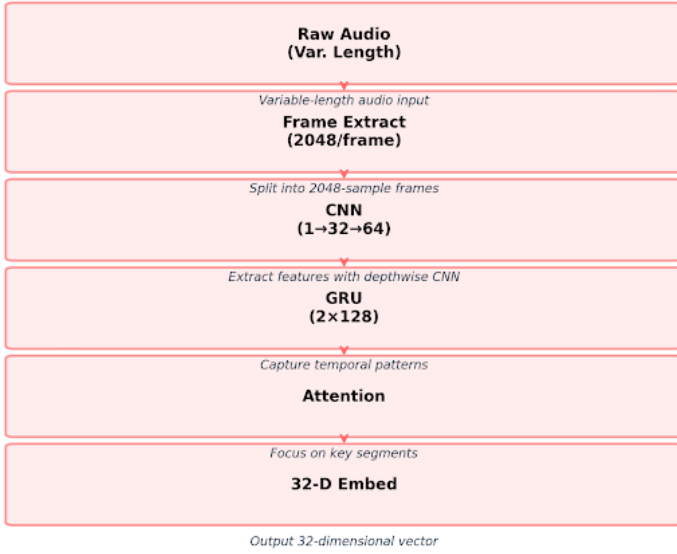 Raw Audio
(Var. Length)
Variable-length audio input
Frame Extract
(2048/frame)
Split into 2048-sample frames
CNN
(1→32→64)
Extract features with depthwise CNN
GRU
(2×128)
Capture temporal patterns
Attention
Focus on key segments
32-D Embed
Output 32-dimensional vector